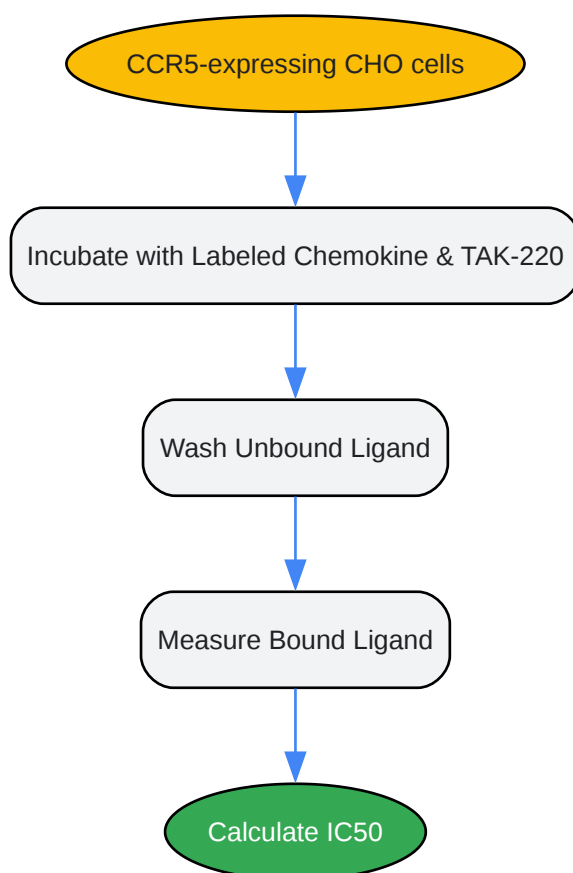 CCR5-expressing CHO cells
Incubate with Labeled Chemokine & TAK-220
Wash Unbound Ligand
Measure Bound Ligand
Calculate IC50